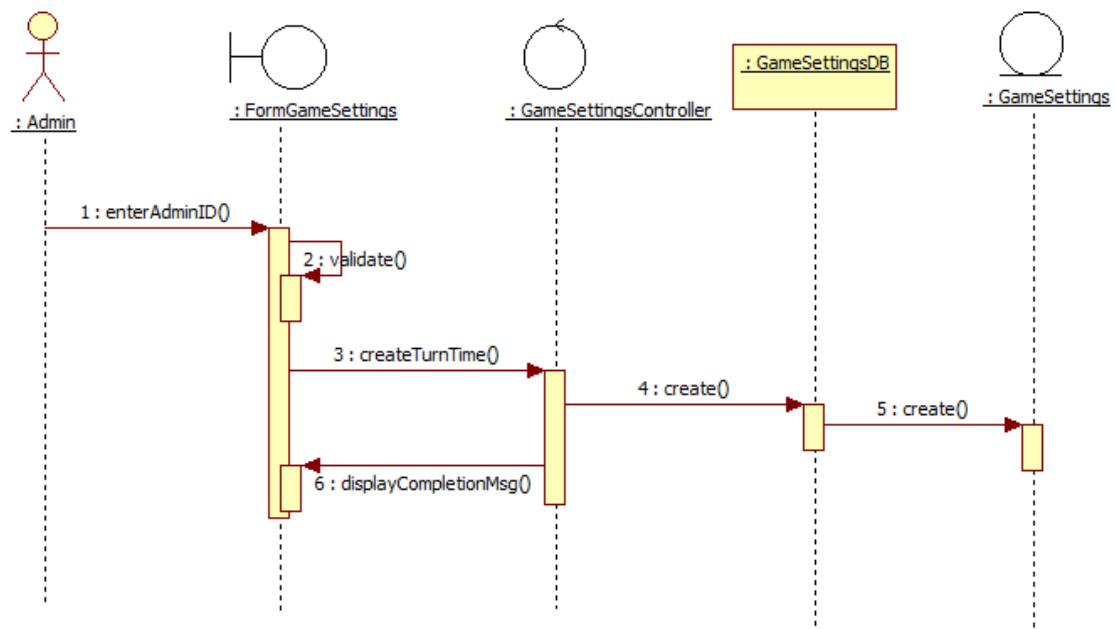 : Admin
: FormGameSettings
: GameSettingsController
: GameSettingsDB
: GameSettings
1 : enterAdminID()
2 : validate()
3 : createTurnTime()
4 : create()
5 : create()
6 : displayCompletionMsg()